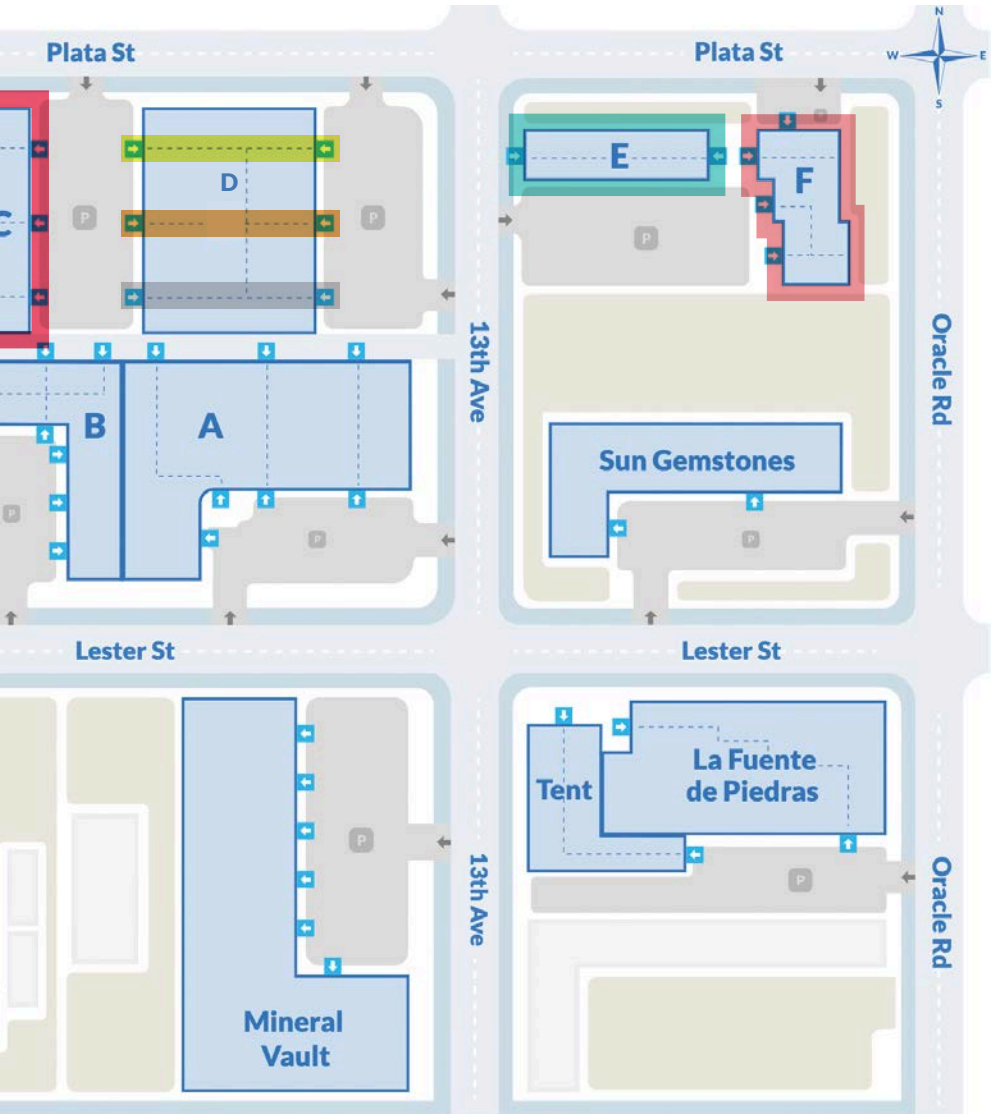 N
Plata St
Plata St
W
E
S
E
D
F
C
P
P
P
P
13th Ave
Oracle Rd
B
A
Sun Gemstones
P
P
P
Lester St
Lester St
La Fuente
de Piedras
Tent
P
P
13th Ave
Oracle Rd
Mineral
Vault